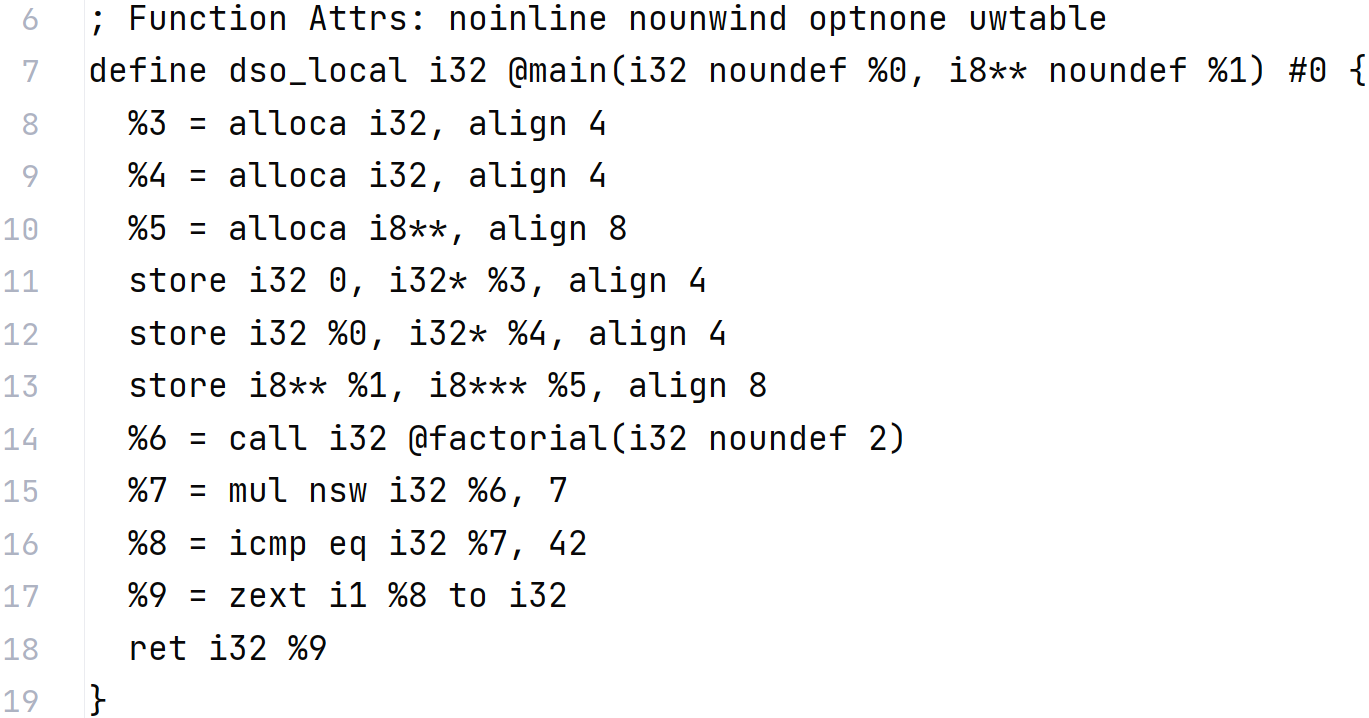 6 ; Function Attrs: noinline nounwind optnone uwtable
7 define dso_local i32 @main(i32 noundef %0, i8** noundef %1) #0 {
8   %3 = alloca i32, align 4
9   %4 = alloca i32, align 4
10   %5 = alloca i8**, align 8
11   store i32 0, i32* %3, align 4
12   store i32 %0, i32* %4, align 4
13   store i8** %1, i8*** %5, align 8
14   %6 = call i32 @factorial(i32 noundef 2)
15   %7 = mul nsw i32 %6, 7
16   %8 = icmp eq i32 %7, 42
17   %9 = zext i1 %8 to i32
18   ret i32 %9
19 }